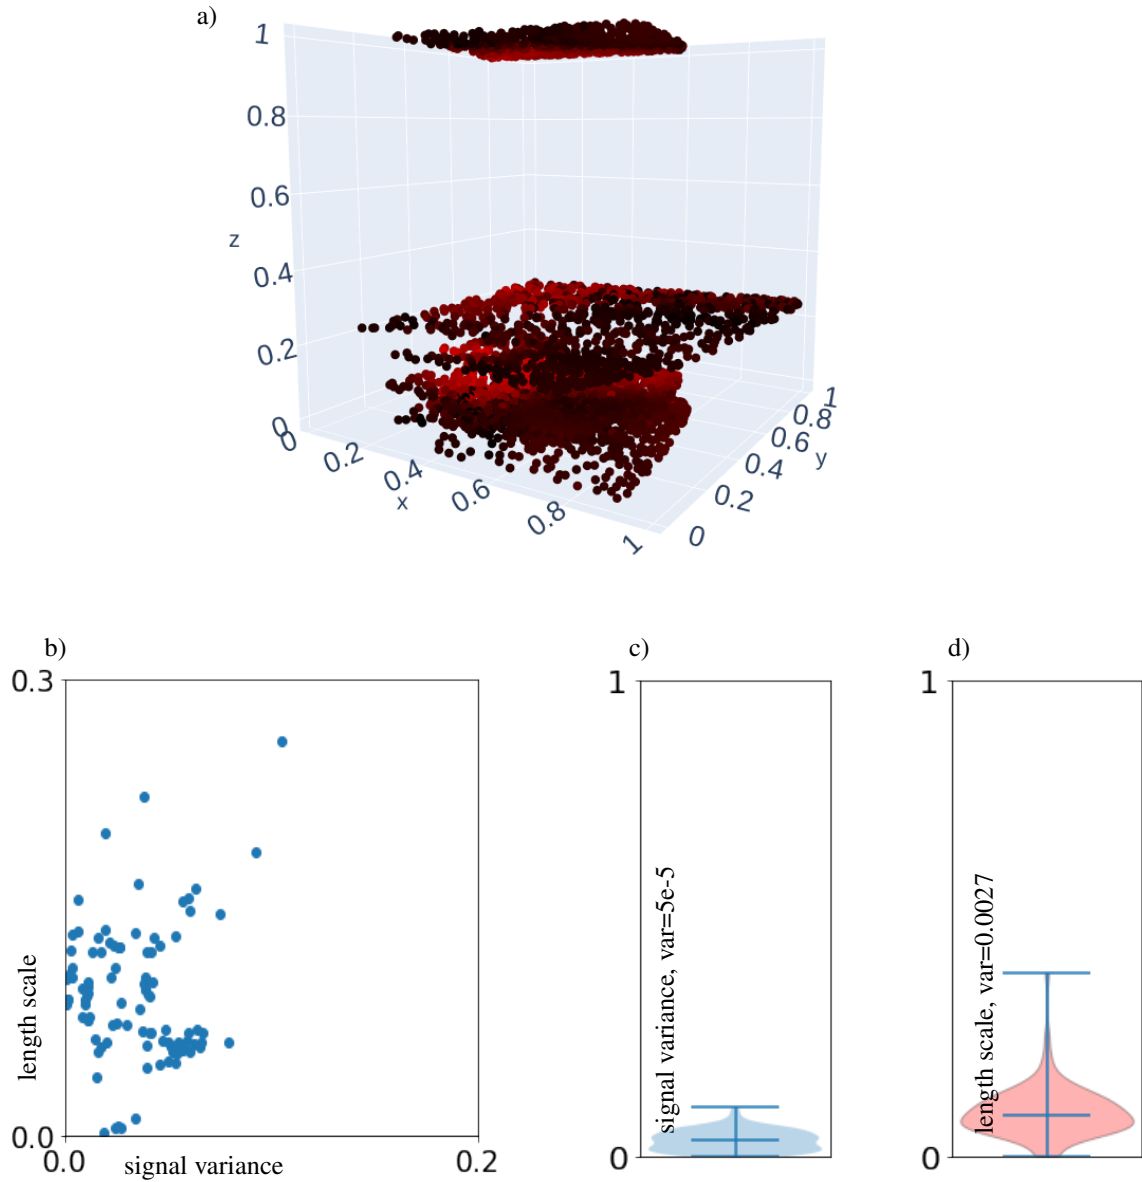 a)
1
0.8
0.6
z
0.4
0.2
0
0
0.2
0.4
x
0.6
0.8
1
0
0.2
0.4
y
0.6
0.8
1
b)
0.3
length scale
0.0
0.0
signal variance
0.2
c)
1
signal variance, var=5e-5
0
d)
1
length scale, var=0.0027
0